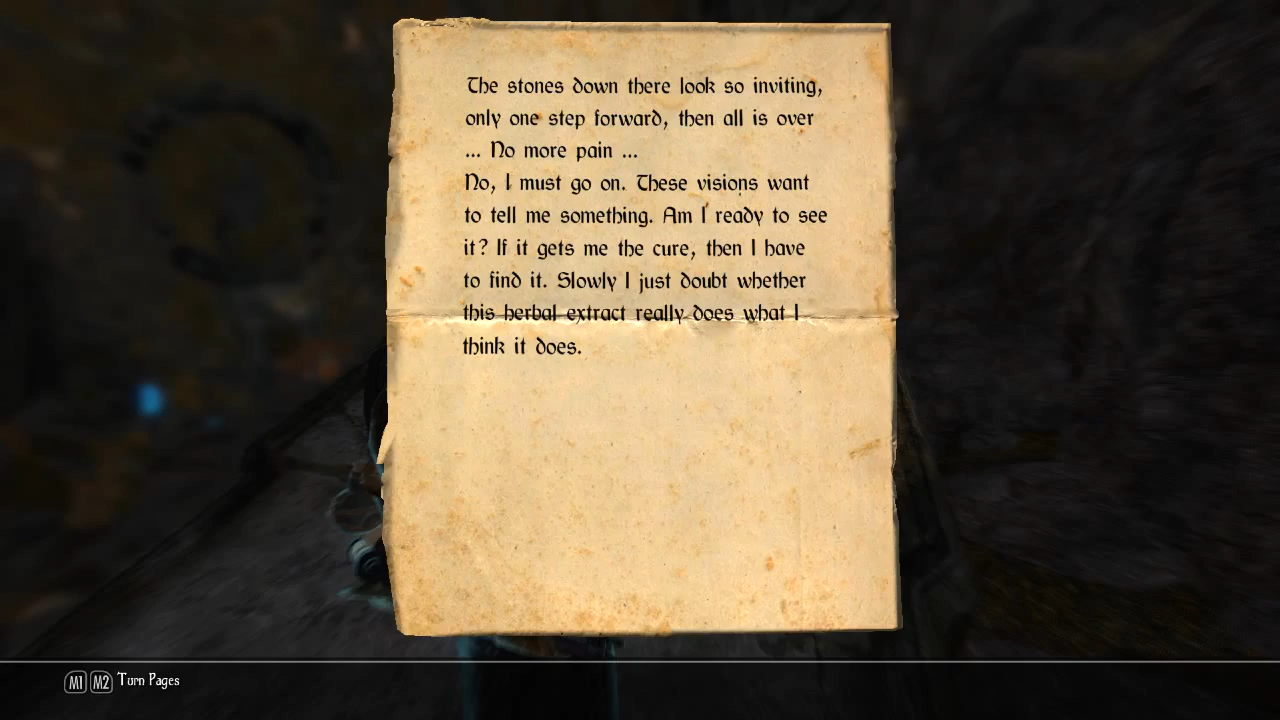 The stones down there look so inviting,
only one step forward, then all is over
... No more pain ...
No, I must go on. These visions want
to tell me something. Am I ready to see
it? If it gets me the cure, then I have
to find it. Slowly I just doubt whether
this herbal extract really does what I
think it does.
M1 M2 Turn Pages